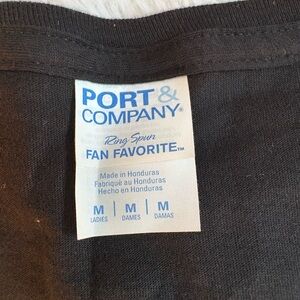 PORT &
COMPANY®
Ring Spun
FAN FAVORITE™
Made in Honduras
Fabriqué au Honduras
Hecho en Honduras
M | M | M
LADIES DAMES DAMAS